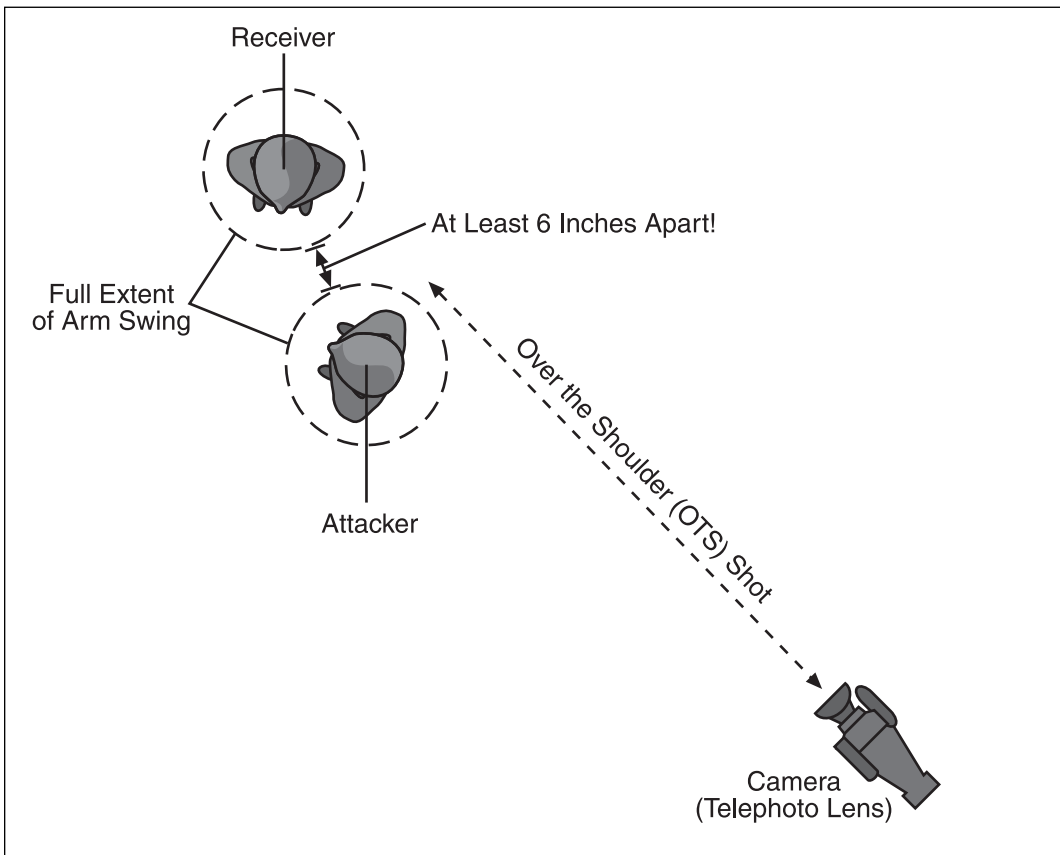 Receiver
At Least 6 Inches Apart!
Full Extent
of Arm Swing
Over the Shoulder (OTS) Shot
Attacker
Camera
(Telephoto Lens)